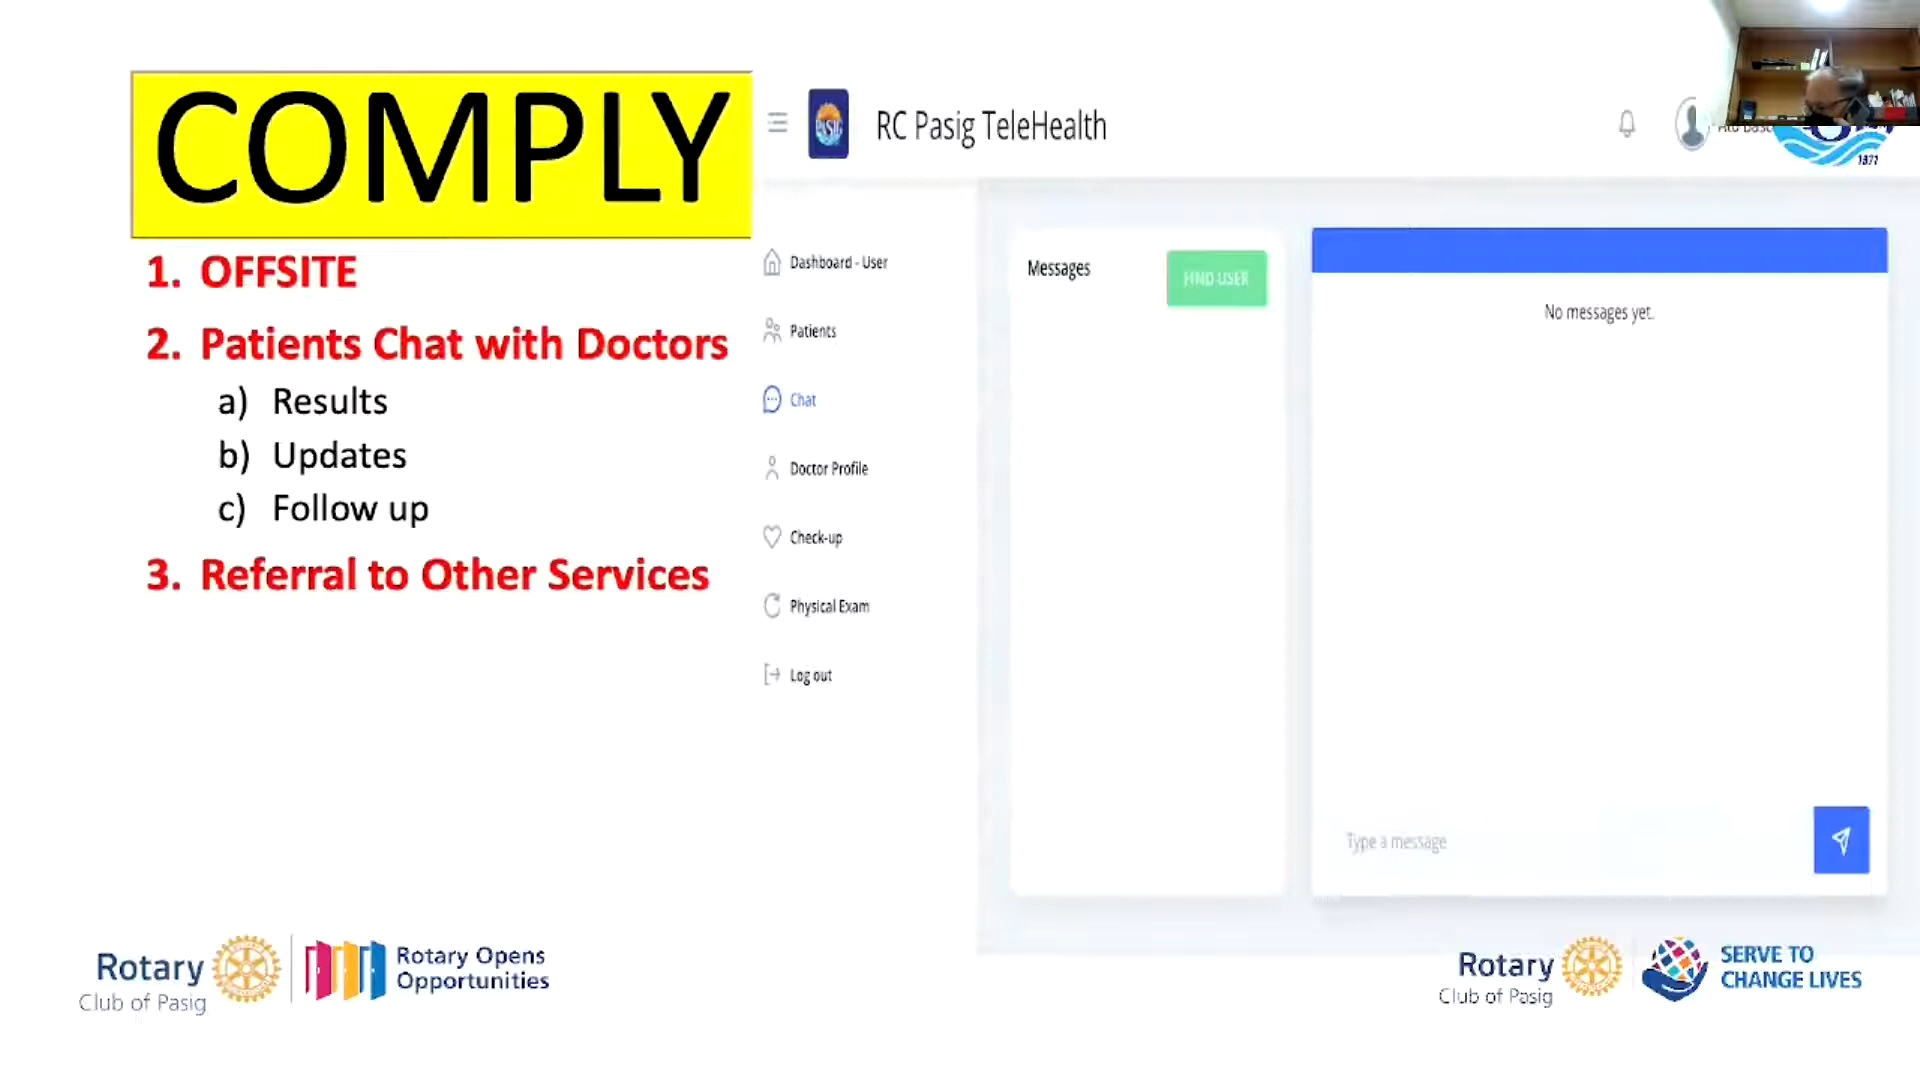 COMPLY
1. OFFSITE
2. Patients Chat with Doctors
a) Results
b) Updates
c) Follow up
3. Referral to Other Services
RC Pasig TeleHealth
1877
Dashboard - User
Patients
Chat
Doctor Profile
Check-up
Physical Exam
Log out
Messages
FIND USER
No messages yet.
Type a message
Rotary
Club of Pasig
Rotary Opens
Opportunities
Rotary
Club of Pasig
SERVE TO
CHANGE LIVES